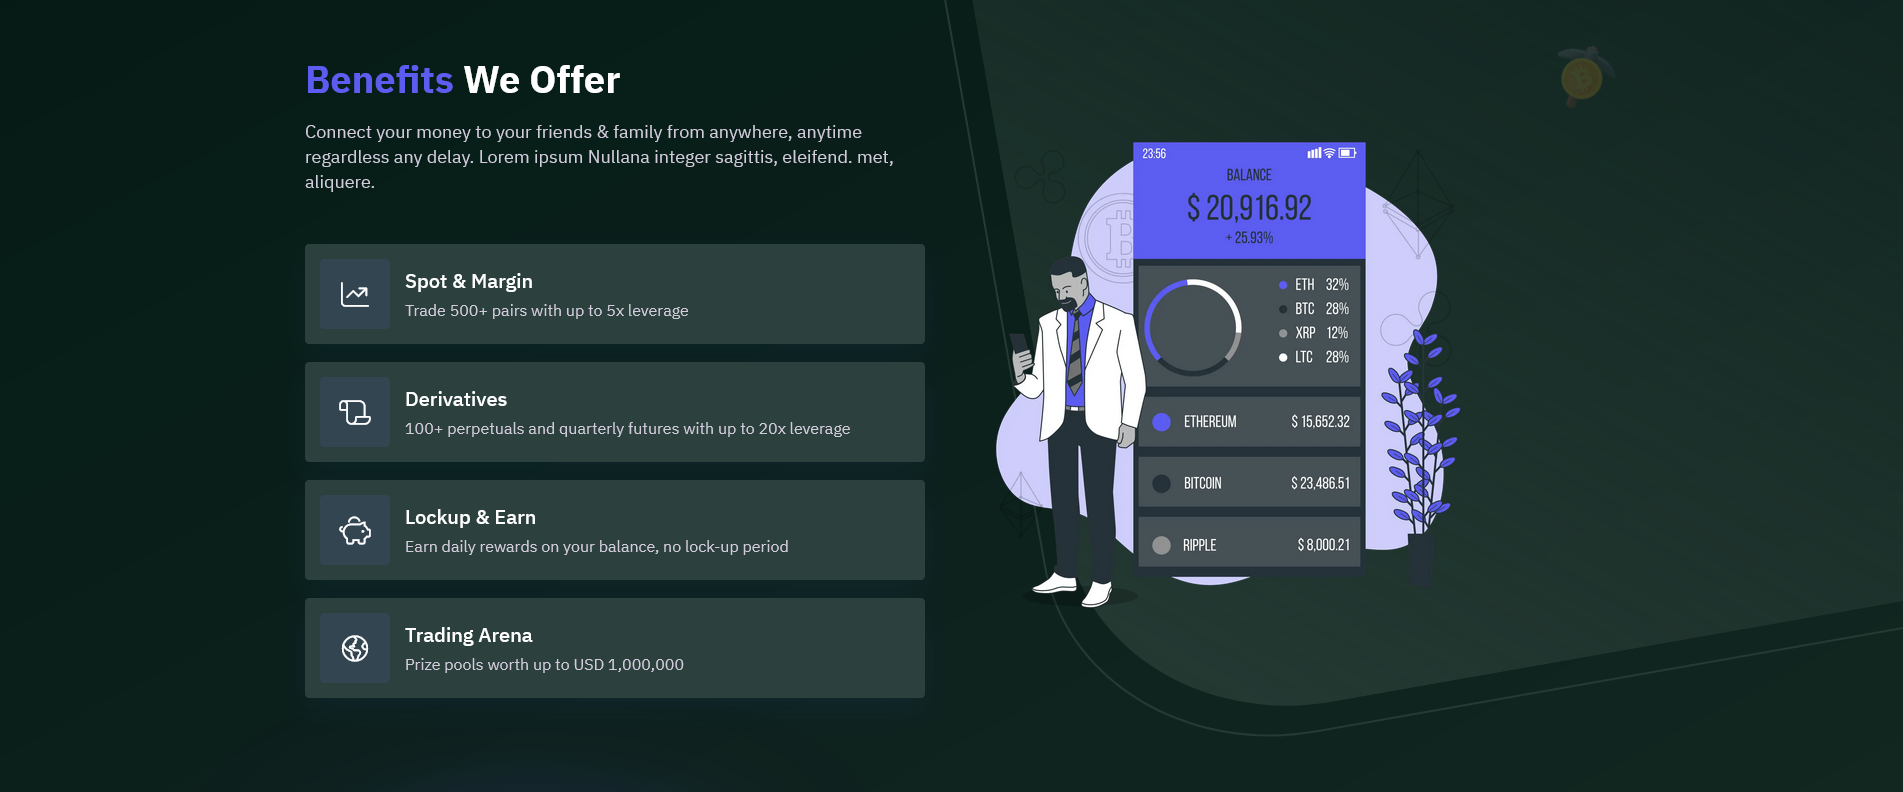 Benefits We Offer
Connect your money to your friends & family from anywhere, anytime
regardless any delay. Lorem ipsum Nullana integer sagittis, eleifend. met,
aliquere.
Spot & Margin
Trade 500+ pairs with up to 5x leverage
Derivatives
100+ perpetuals and quarterly futures with up to 20x leverage
Lockup & Earn
Earn daily rewards on your balance, no lock-up period
Trading Arena
Prize pools worth up to USD 1,000,000
23:56
BALANCE
$ 20,916.92
+ 25.93%
ETH 32%
BTC 28%
XRP 12%
LTC 28%
ETHEREUM $ 15,652.32
BITCOIN $ 23,486.51
RIPPLE $ 8,000.21